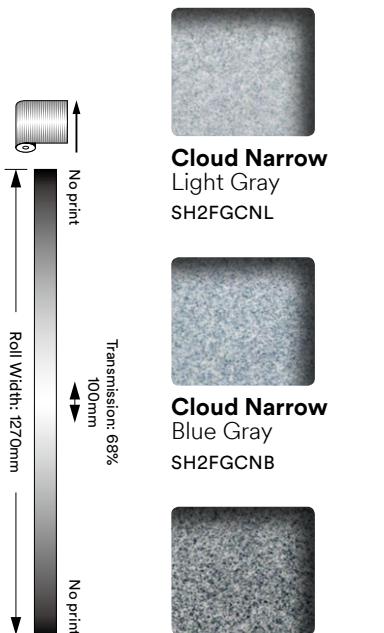 No print
Roll Width: 1270mm
Transmission: 68%
100mm
No print
Cloud Narrow
Light Gray
SH2FGCNL
Cloud Narrow
Blue Gray
SH2FGCNB